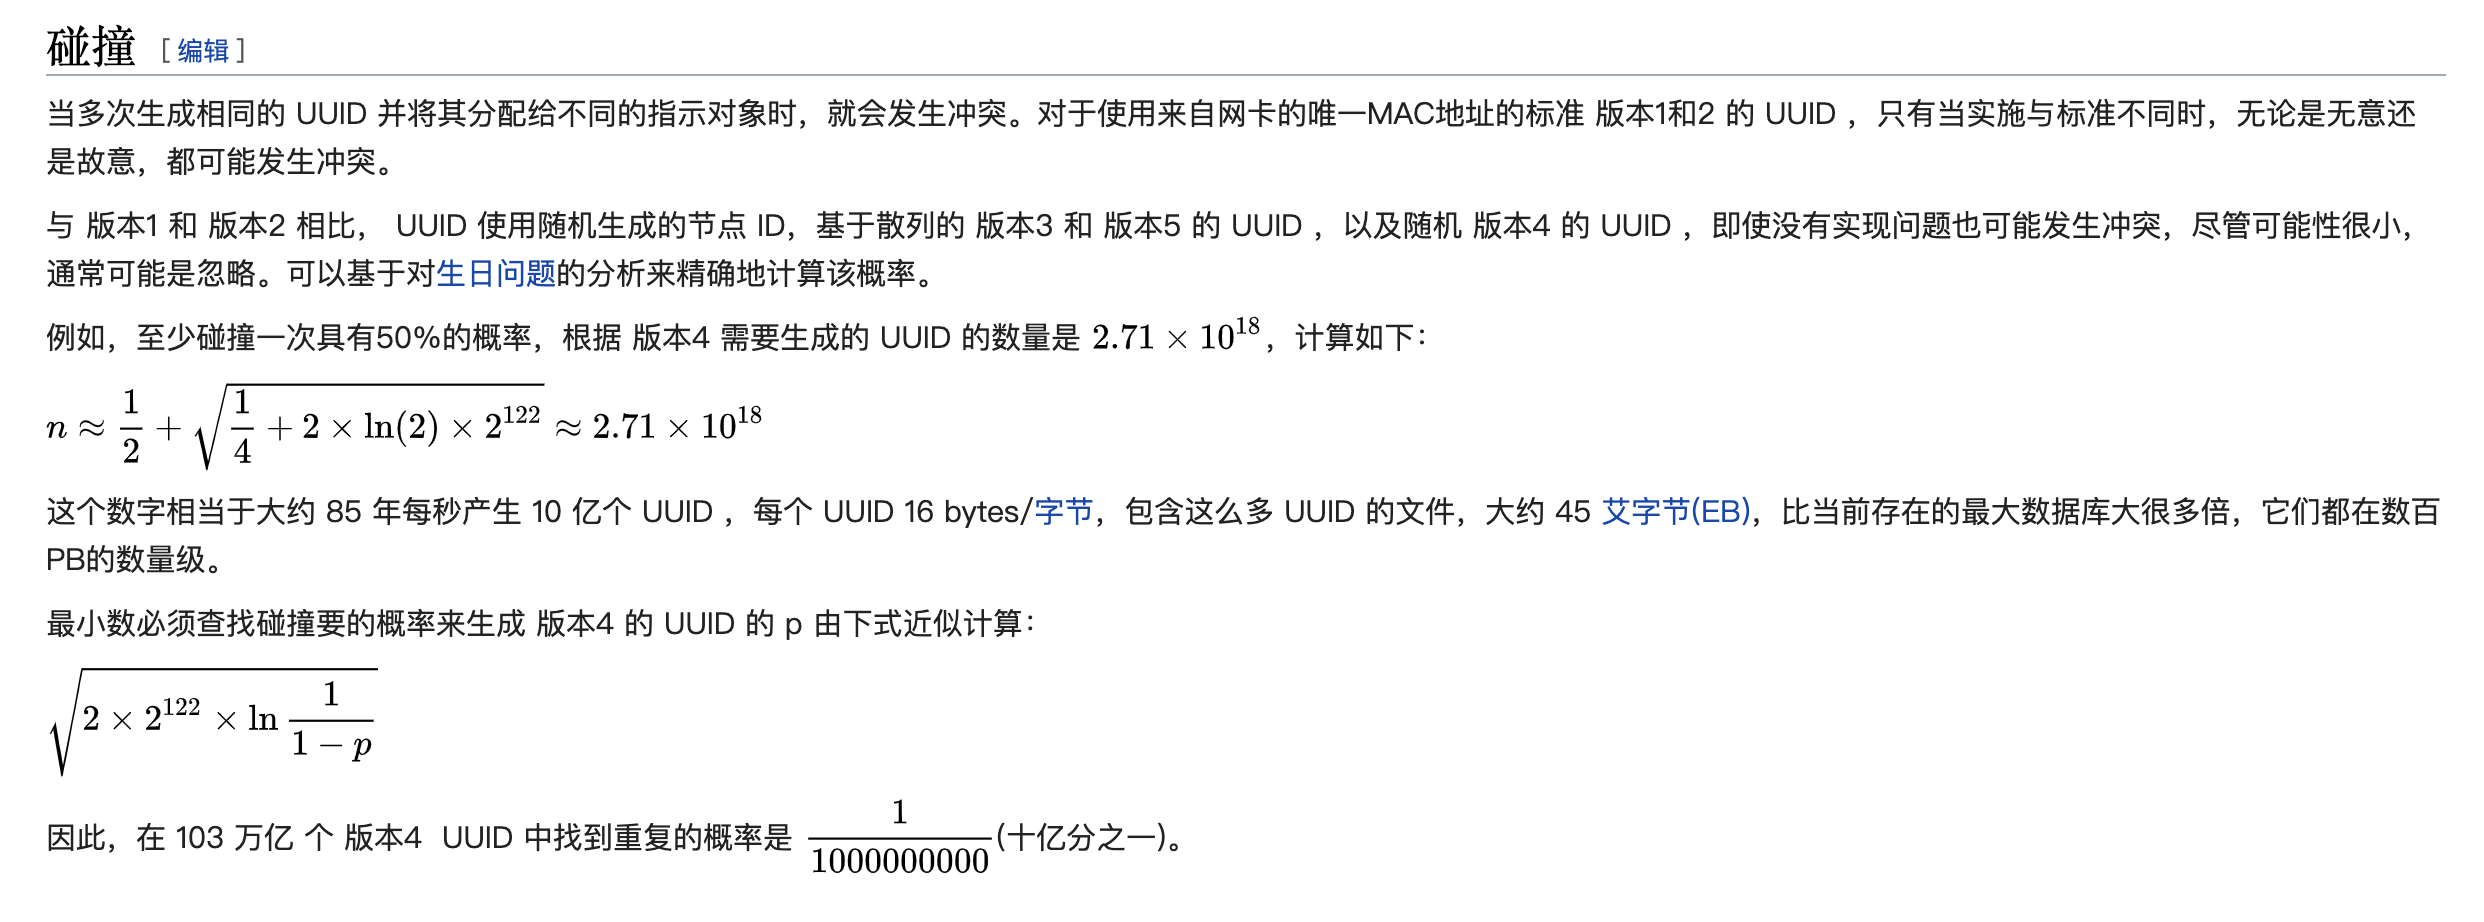 碰撞 [编辑]
当多次生成相同的 UUID 并将其分配给不同的指示对象时，就会发生冲突。对于使用来自网卡的唯一MAC地址的标准 版本1和2 的 UUID ，只有当实施与标准不同时，无论是无意还
是故意，都可能发生冲突。
与 版本1 和 版本2 相比， UUID 使用随机生成的节点 ID，基于散列的 版本3 和 版本5 的 UUID ，以及随机 版本4 的 UUID ，即使没有实现问题也可能发生冲突，尽管可能性很小，
通常可能是忽略。可以基于对生日问题的分析来精确地计算该概率。
例如，至少碰撞一次具有50%的概率，根据 版本4 需要生成的 UUID 的数量是 2.71 × 10^18，计算如下：
n ≈ 1/2 + √(1/4 + 2 × ln(2) × 2^122) ≈ 2.71 × 10^18
这个数字相当于大约 85 年每秒产生 10 亿个 UUID ，每个 UUID 16 bytes/字节，包含这么多 UUID 的文件，大约 45 艾字节(EB)，比当前存在的最大数据库大很多倍，它们都在数百
PB的数量级。
最小数必须查找碰撞要的概率来生成 版本4 的 UUID 的 p 由下式近似计算：
√(2 × 2^122 × ln 1/(1 − p))
因此，在 103 万亿 个 版本4 UUID 中找到重复的概率是 1/1000000000 (十亿分之一)。